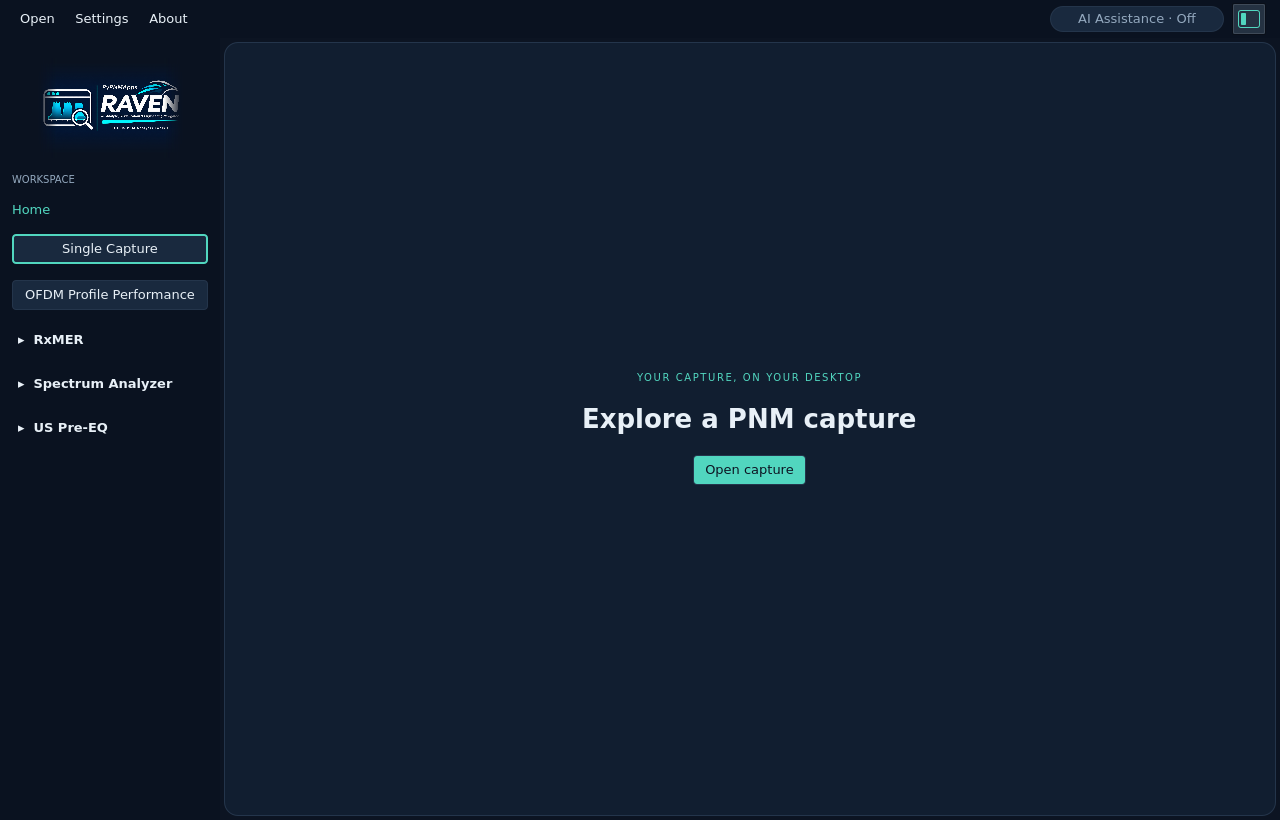 Open Settings About
AI Assistance · Off
PyPNMApps
RAVEN
WORKSPACE
Home
Single Capture
OFDM Profile Performance
▸ RxMER
▸ Spectrum Analyzer
▸ US Pre-EQ
YOUR CAPTURE, ON YOUR DESKTOP
Explore a PNM capture
Open capture